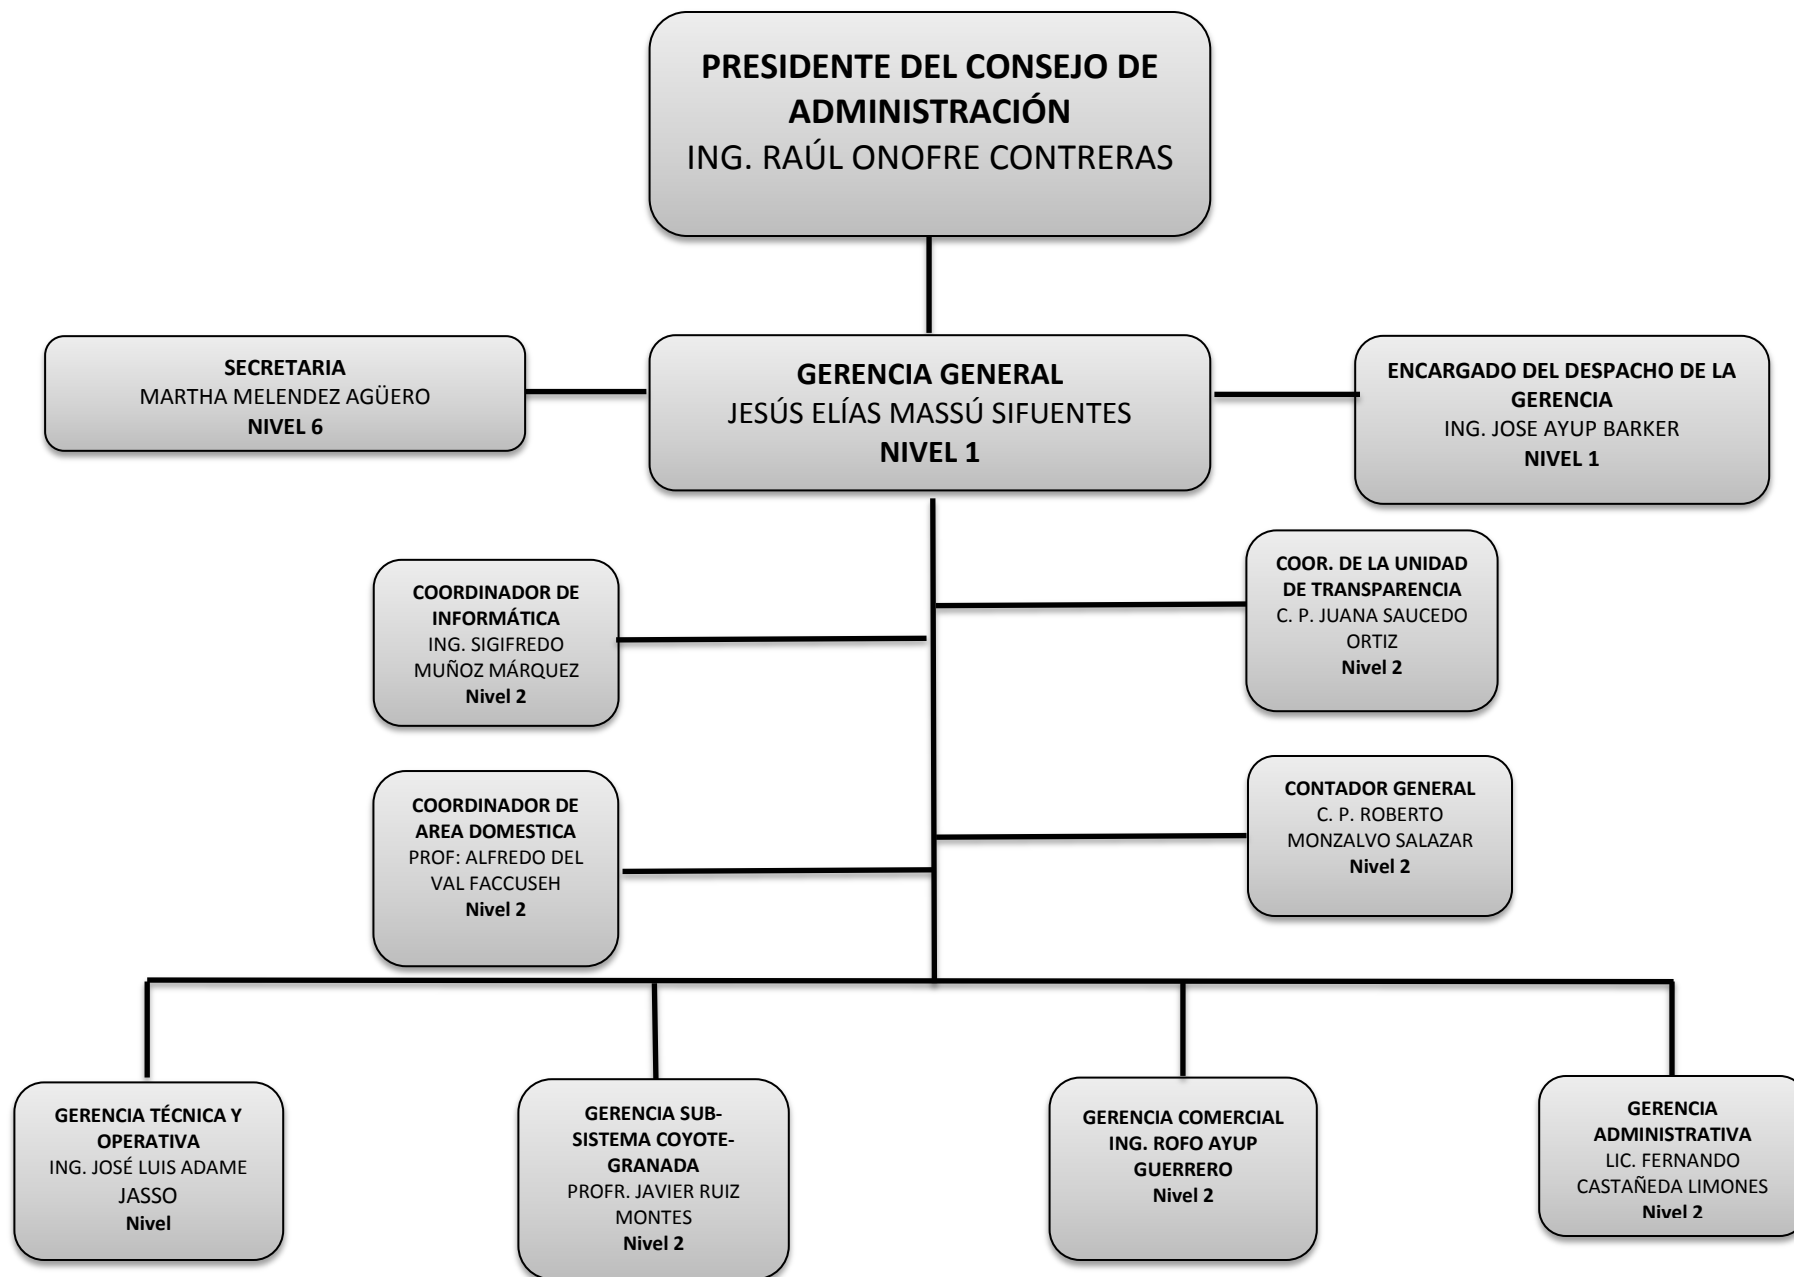 PRESIDENTE DEL CONSEJO DE
ADMINISTRACIÓN
ING. RAÚL ONOFRE CONTRERAS
SECRETARIA
MARTHA MELENDEZ AGÜERO
NIVEL 6
GERENCIA GENERAL
JESÚS ELÍAS MASSÚ SIFUENTES
NIVEL 1
ENCARGADO DEL DESPACHO DE LA
GERENCIA
ING. JOSE AYUP BARKER
NIVEL 1
COORDINADOR DE
INFORMÁTICA
ING. SIGIFREDO
MUÑOZ MÁRQUEZ
Nivel 2
COOR. DE LA UNIDAD
DE TRANSPARENCIA
C. P. JUANA SAUCEDO
ORTIZ
Nivel 2
COORDINADOR DE
AREA DOMESTICA
PROF: ALFREDO DEL
VAL FACCUSEH
Nivel 2
CONTADOR GENERAL
C. P. ROBERTO
MONZALVO SALAZAR
Nivel 2
GERENCIA TÉCNICA Y
OPERATIVA
ING. JOSÉ LUIS ADAME
JASSO
Nivel
GERENCIA SUB-
SISTEMA COYOTE-
GRANADA
PROFR. JAVIER RUIZ
MONTES
Nivel 2
GERENCIA COMERCIAL
ING. ROFO AYUP
GUERRERO
Nivel 2
GERENCIA
ADMINISTRATIVA
LIC. FERNANDO
CASTAÑEDA LIMONES
Nivel 2